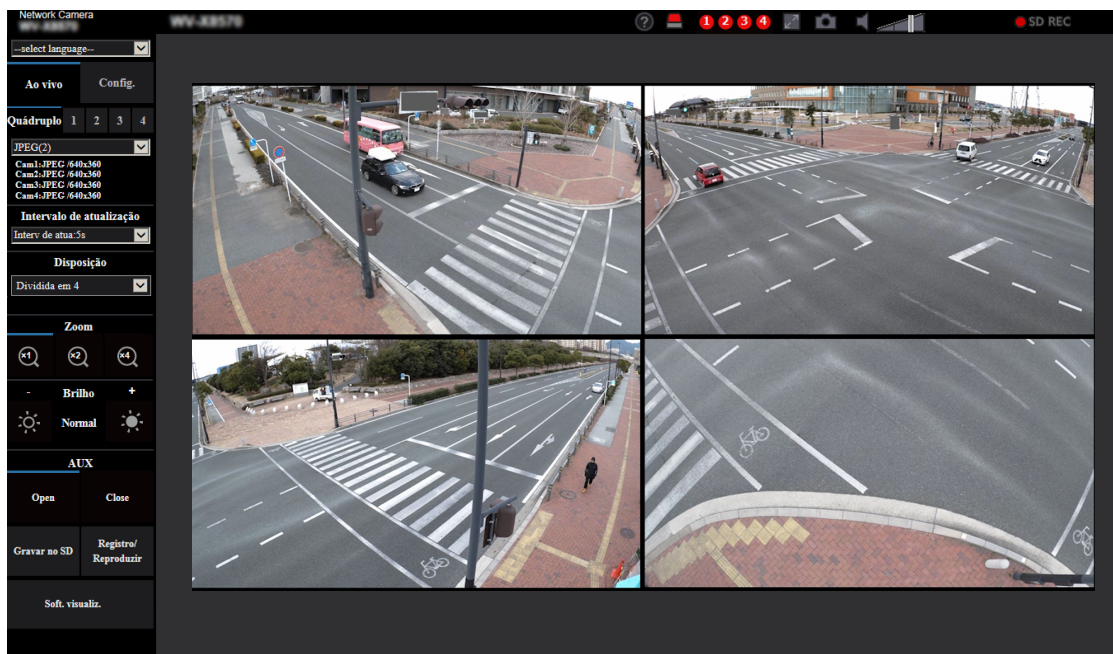 Network Camera
WV-X8570
WV-X8570
1 2 3 4
SD REC
--select language--
Ao vivo
Config.
Quádruplo 1 2 3 4
JPEG(2)
Cam1:JPEG /640x360
Cam2:JPEG /640x360
Cam3:JPEG /640x360
Cam4:JPEG /640x360
Intervalo de atualização
Interv de atua:5s
Disposição
Dividida em 4
Zoom
x1 x2 x4
- Brilho +
Normal
AUX
Open
Close
Gravar no SD
Registro/
Reproduzir
Soft. visualiz.